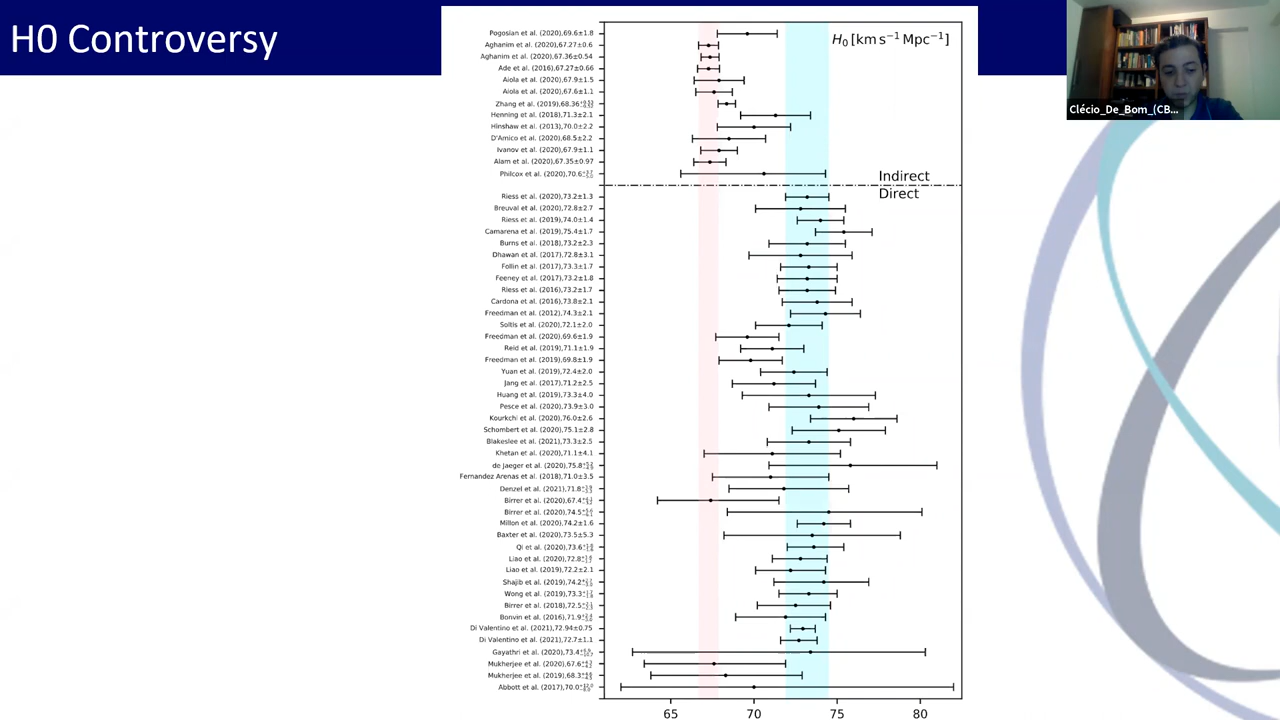 H0 Controversy
Clécio_De_Bom_(CB...
H₀ [km s⁻¹ Mpc⁻¹]
Pogosian et al. (2020),69.6±1.8
Aghanim et al. (2020),67.27±0.6
Aghanim et al. (2020),67.36±0.54
Ade et al. (2016),67.27±0.66
Aiola et al. (2020),67.9±1.5
Aiola et al. (2020),67.6±1.1
Zhang et al. (2019),68.36
Henning et al. (2018),71.3±2.1
Hinshaw et al. (2013),70.0±2.2
D'Amico et al. (2020),68.5±2.2
Ivanov et al. (2020),67.9±1.1
Alam et al. (2020),67.35±0.97
Philcox et al. (2020),70.6
Indirect
Direct
Riess et al. (2020),73.2±1.3
Breuval et al. (2020),72.8±2.7
Riess et al. (2019),74.0±1.4
Camarena et al. (2019),75.4±1.7
Burns et al. (2018),73.2±2.3
Dhawan et al. (2017),72.8±3.1
Follin et al. (2017),73.3±1.7
Feeney et al. (2017),73.2±1.8
Riess et al. (2016),73.2±1.7
Cardona et al. (2016),73.8±2.1
Freedman et al. (2012),74.3±2.1
Soltis et al. (2020),72.1±2.0
Freedman et al. (2020),69.6±1.9
Reid et al. (2019),71.1±1.9
Freedman et al. (2019),69.8±1.9
Yuan et al. (2019),72.4±2.0
Jang et al. (2017),71.2±2.5
Huang et al. (2019),73.3±4.0
Pesce et al. (2020),73.9±3.0
Kourkchi et al. (2020),76.0±2.6
Schombert et al. (2020),75.1±2.8
Blakeslee et al. (2021),73.3±2.5
Khetan et al. (2020),71.1±4.1
de Jaeger et al. (2020),75.8
Fernandez Arenas et al. (2018),71.0±3.5
Denzel et al. (2021),71.8
Birrer et al. (2020),67.4
Birrer et al. (2020),74.5
Millon et al. (2020),74.2±1.6
Baxter et al. (2020),73.5±5.3
Qi et al. (2020),73.6
Liao et al. (2020),72.8
Liao et al. (2019),72.2±2.1
Shajib et al. (2019),74.2
Wong et al. (2019),73.3
Birrer et al. (2018),72.5
Bonvin et al. (2016),71.9
Di Valentino et al. (2021),72.94±0.75
Di Valentino et al. (2021),72.7±1.1
Gayathri et al. (2020),73.4
Mukherjee et al. (2020),67.6
Mukherjee et al. (2019),68.3
Abbott et al. (2017),70.0
65 70 75 80